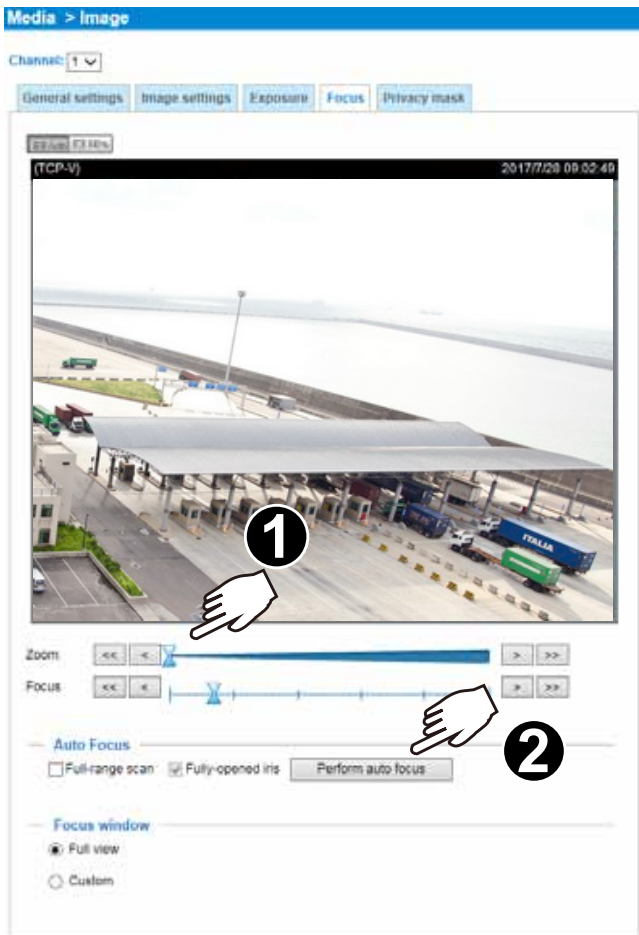 Media > Image
Channel: 1
General settings Image settings Exposure Focus Privacy mask
(TCP-V) 2017/7/28 09:02:49
ITALIA
1
Zoom << < > >>
Focus << < > >>
2
Auto Focus
Full-range scan Fully-opened iris Perform auto focus
Focus window
Full view
Custom